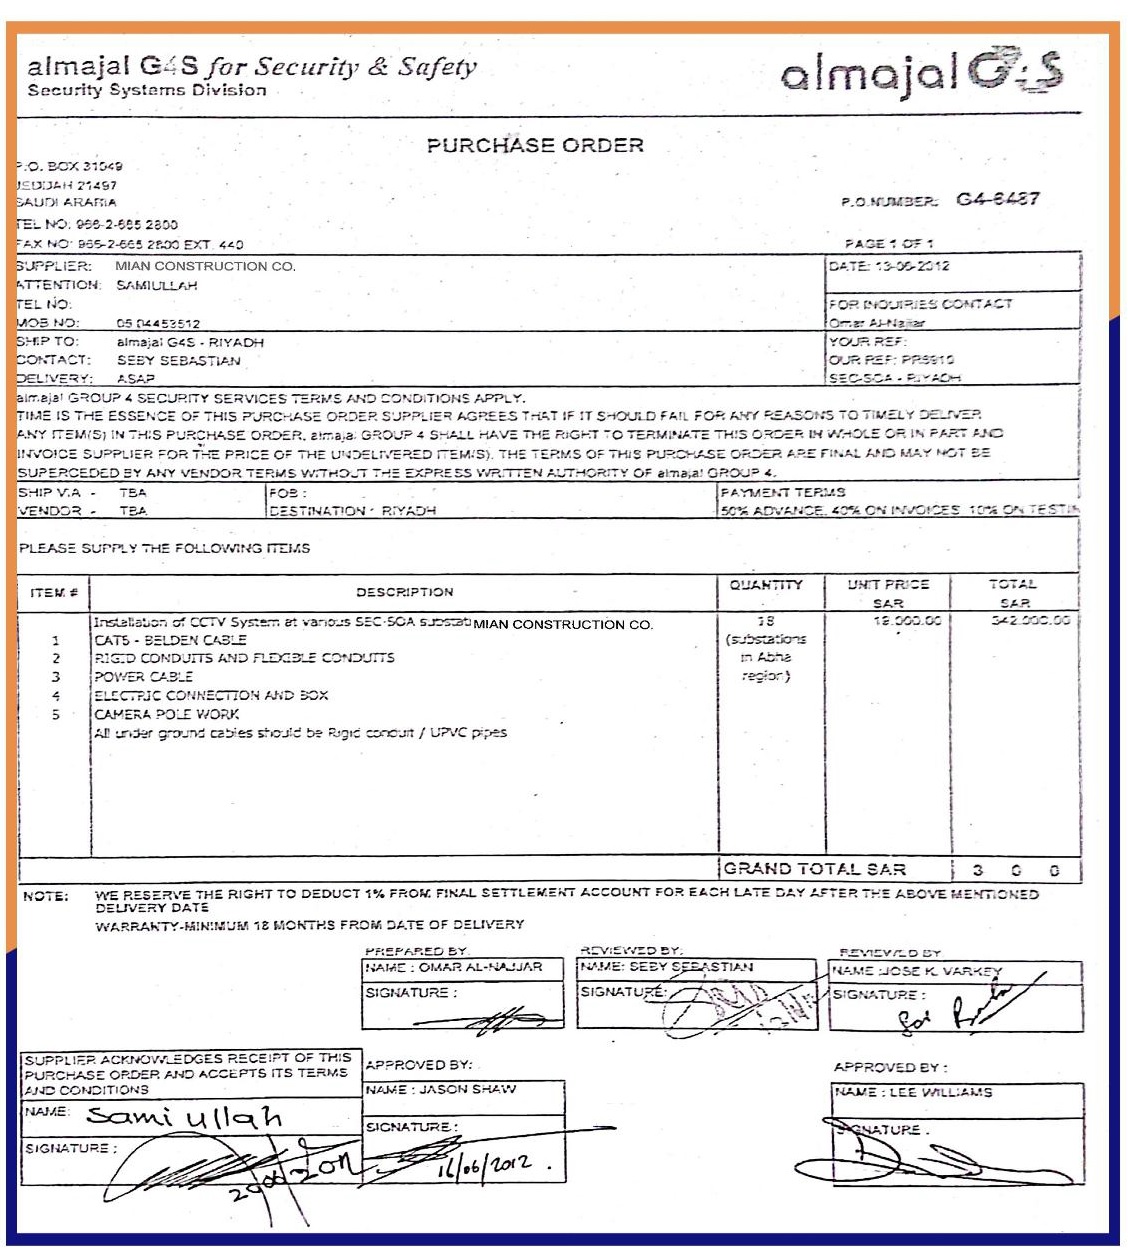 almajal G4S for Security & Safety
Security Systems Division
almajal G4S
PURCHASE ORDER
P.O. BOX 31049
JEDDAH 21497
SAUDI ARARIA
P.O.NUMBER: G4-6487
TEL NO. 966-2-665 2800
FAX NO: 966-2-665 2800 EXT. 440
PAGE 1 OF 1
SUPPLIER: MIAN CONSTRUCTION CO.
DATE: 13-06-2012
ATTENTION: SAMIULLAH
TEL NO:
FOR INQUIRIES CONTACT
MOB NO: 05 04453512
Omar Al-Najjar
SHIP TO: almajal G4S - RIYADH
YOUR REF:
CONTACT: SEBY SEBASTIAN
OUR REF:
DELIVERY: ASAP
SEC-SOA - RIYADH
almajal GROUP 4 SECURITY SERVICES TERMS AND CONDITIONS APPLY.
TIME IS THE ESSENCE OF THIS PURCHASE ORDER SUPPLIER AGREES THAT IF IT SHOULD FAIL FOR ANY REASONS TO TIMELY DELIVER
ANY ITEM(S) IN THIS PURCHASE ORDER, almajal GROUP 4 SHALL HAVE THE RIGHT TO TERMINATE THIS ORDER IN WHOLE OR IN PART AND
INVOICE SUPPLIER FOR THE PRICE OF THE UNDELIVERED ITEM(S). THE TERMS OF THIS PURCHASE ORDER ARE FINAL AND MAY NOT BE
SUPERCEDED BY ANY VENDOR TERMS WITHOUT THE EXPRESS WRITTEN AUTHORITY OF almajal GROUP 4.
SHIP VIA - TBA
FOB :
PAYMENT TERMS
VENDOR - TBA
DESTINATION - RIYADH
50% ADVANCE, 40% ON INVOICES, 10% ON TESTIN
PLEASE SUPPLY THE FOLLOWING ITEMS
ITEM # DESCRIPTION QUANTITY UNIT PRICE SAR TOTAL SAR
Installation of CCTV System at various SEC-SOA substati MIAN CONSTRUCTION CO. 18 19,000.00 342,000.00
1 CAT5 - BELDEN CABLE (substations
2 RIGID CONDUITS AND FLEXIBLE CONDUITS in Abha
3 POWER CABLE region)
4 ELECTRIC CONNECTION AND BOX
5 CAMERA POLE WORK
All under ground cables should be Rigid conduit / UPVC pipes
GRAND TOTAL SAR 3 0 0
NOTE: WE RESERVE THE RIGHT TO DEDUCT 1% FROM FINAL SETTLEMENT ACCOUNT FOR EACH LATE DAY AFTER THE ABOVE MENTIONED
DELIVERY DATE
WARRANTY-MINIMUM 18 MONTHS FROM DATE OF DELIVERY
PREPARED BY.
NAME : OMAR AL-NAJJAR
SIGNATURE :
REVIEWED BY:
NAME: SEBY SEBASTIAN
SIGNATURE:
REVIEWED BY
NAME :JOSE K. VARKEY
SIGNATURE :
SUPPLIER ACKNOWLEDGES RECEIPT OF THIS
PURCHASE ORDER AND ACCEPTS ITS TERMS
AND CONDITIONS
NAME: Samiullah
SIGNATURE :
APPROVED BY:
NAME : JASON SHAW
SIGNATURE :
16/06/2012 .
APPROVED BY :
NAME : LEE WILLIAMS
SIGNATURE .